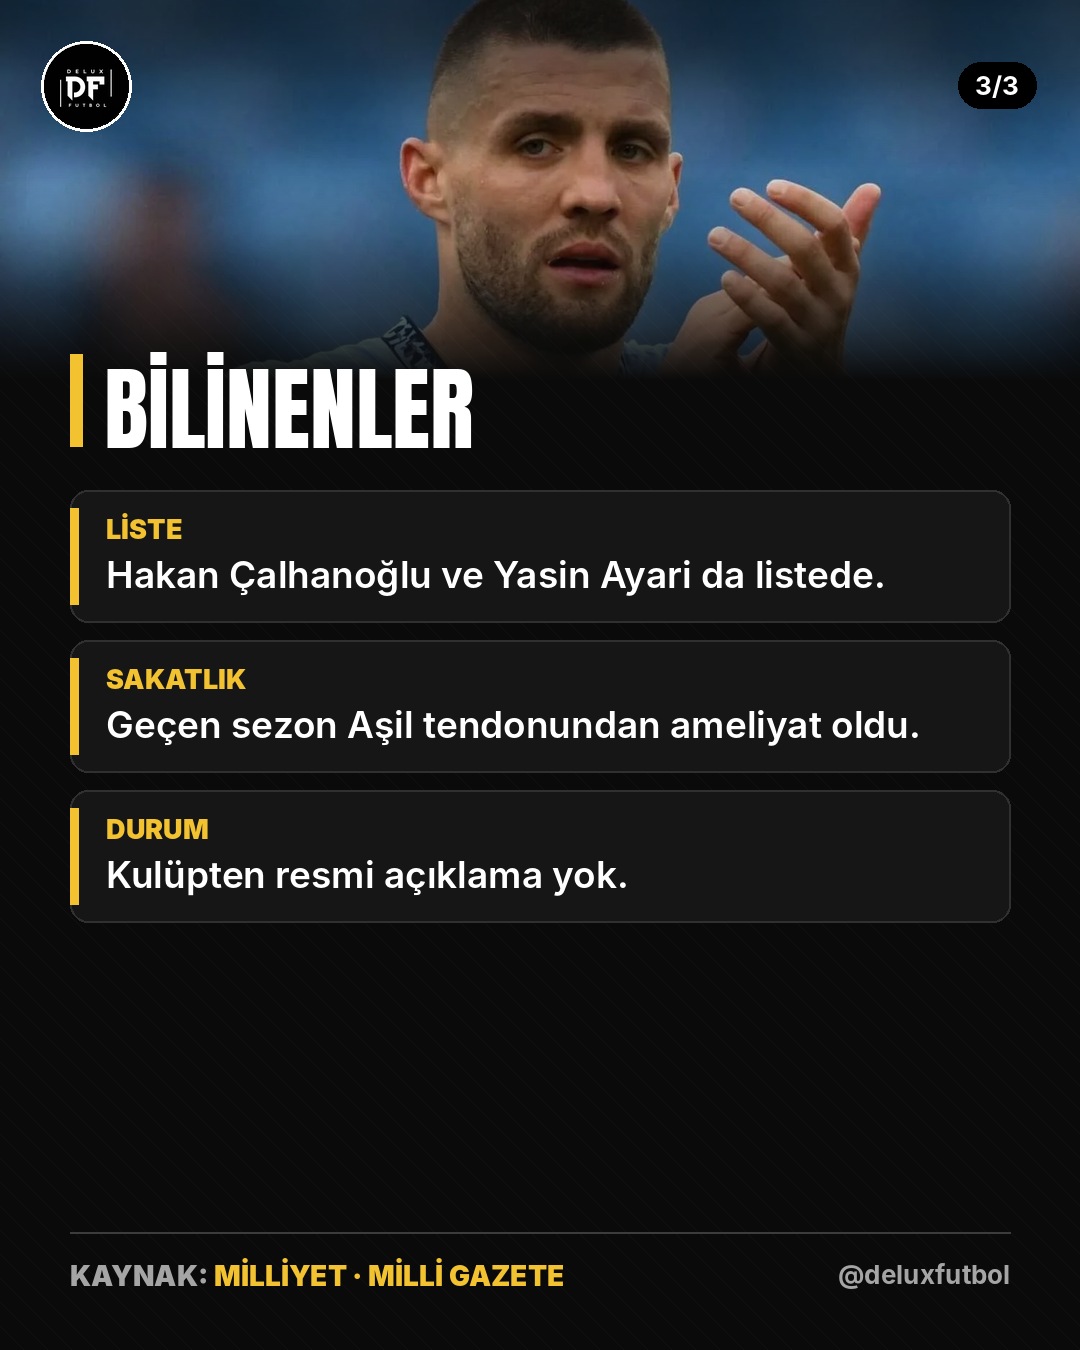 DELUX
DF
FUTBOL
3/3
BİLİNENLER
LİSTE
Hakan Çalhanoğlu ve Yasin Ayari da listede.
SAKATLIK
Geçen sezon Aşil tendonundan ameliyat oldu.
DURUM
Kulüpten resmi açıklama yok.
KAYNAK: MİLLİYET · MİLLİ GAZETE
@deluxfutbol